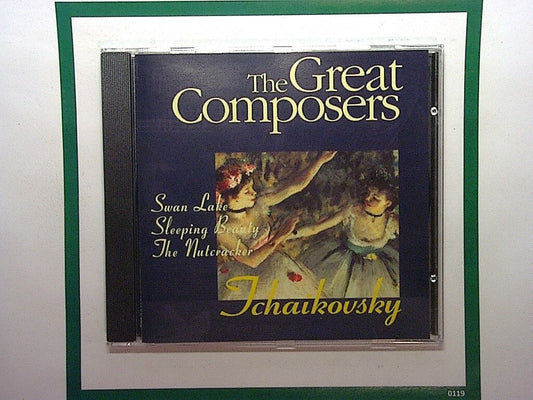 The Great
Composers
Swan Lake
Sleeping Beauty
The Nutcracker
Tchaikovsky
0119